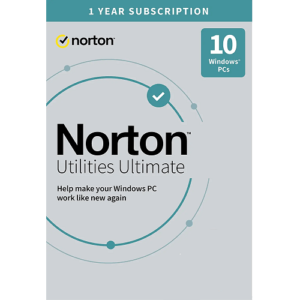 1 YEAR SUBSCRIPTION
norton
10
Windows®
PCs
Norton™
Utilities Ultimate
Help make your Windows PC
work like new again